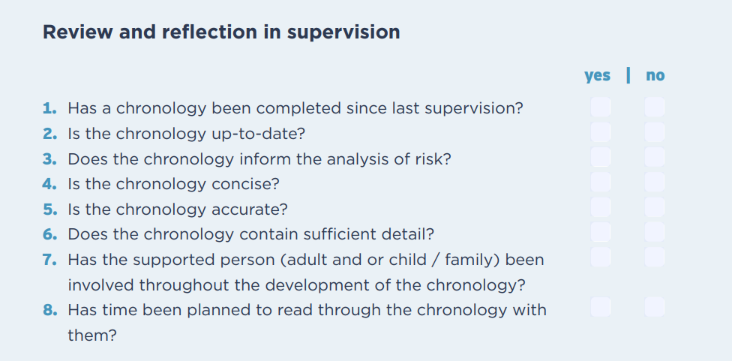 Review and reflection in supervision
yes | no
1. Has a chronology been completed since last supervision?
2. Is the chronology up-to-date?
3. Does the chronology inform the analysis of risk?
4. Is the chronology concise?
5. Is the chronology accurate?
6. Does the chronology contain sufficient detail?
7. Has the supported person (adult and or child / family) been
involved throughout the development of the chronology?
8. Has time been planned to read through the chronology with
them?